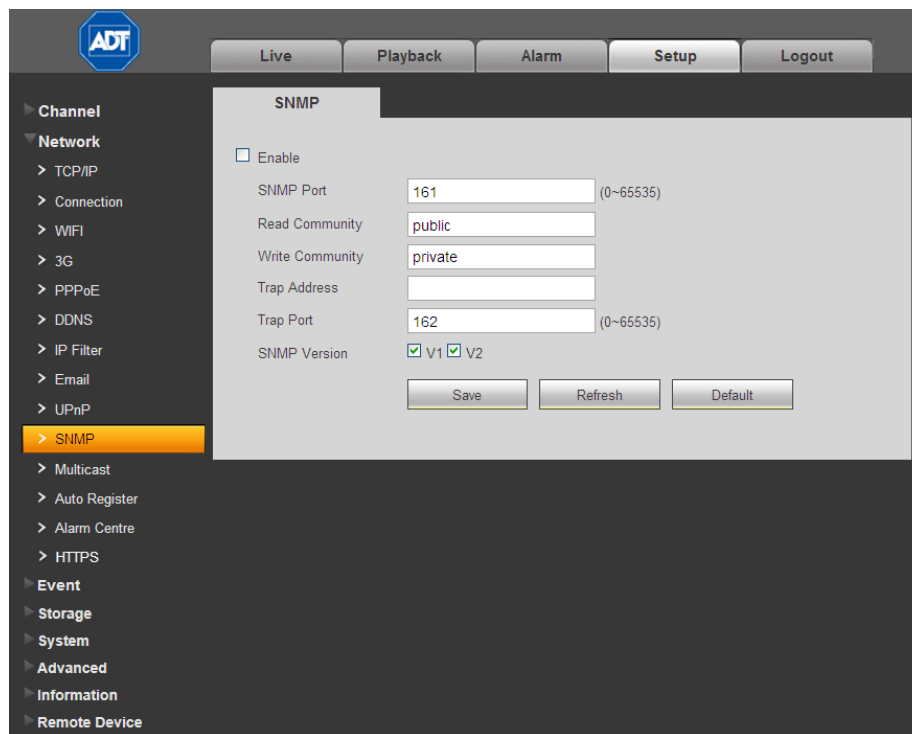 ADT
Live Playback Alarm Setup Logout
Channel
Network
> TCP/IP
> Connection
> WIFI
> 3G
> PPPoE
> DDNS
> IP Filter
> Email
> UPnP
> SNMP
> Multicast
> Auto Register
> Alarm Centre
> HTTPS
Event
Storage
System
Advanced
Information
Remote Device
SNMP
Enable
SNMP Port 161 (0~65535)
Read Community public
Write Community private
Trap Address
Trap Port 162 (0~65535)
SNMP Version V1 V2
Save Refresh Default